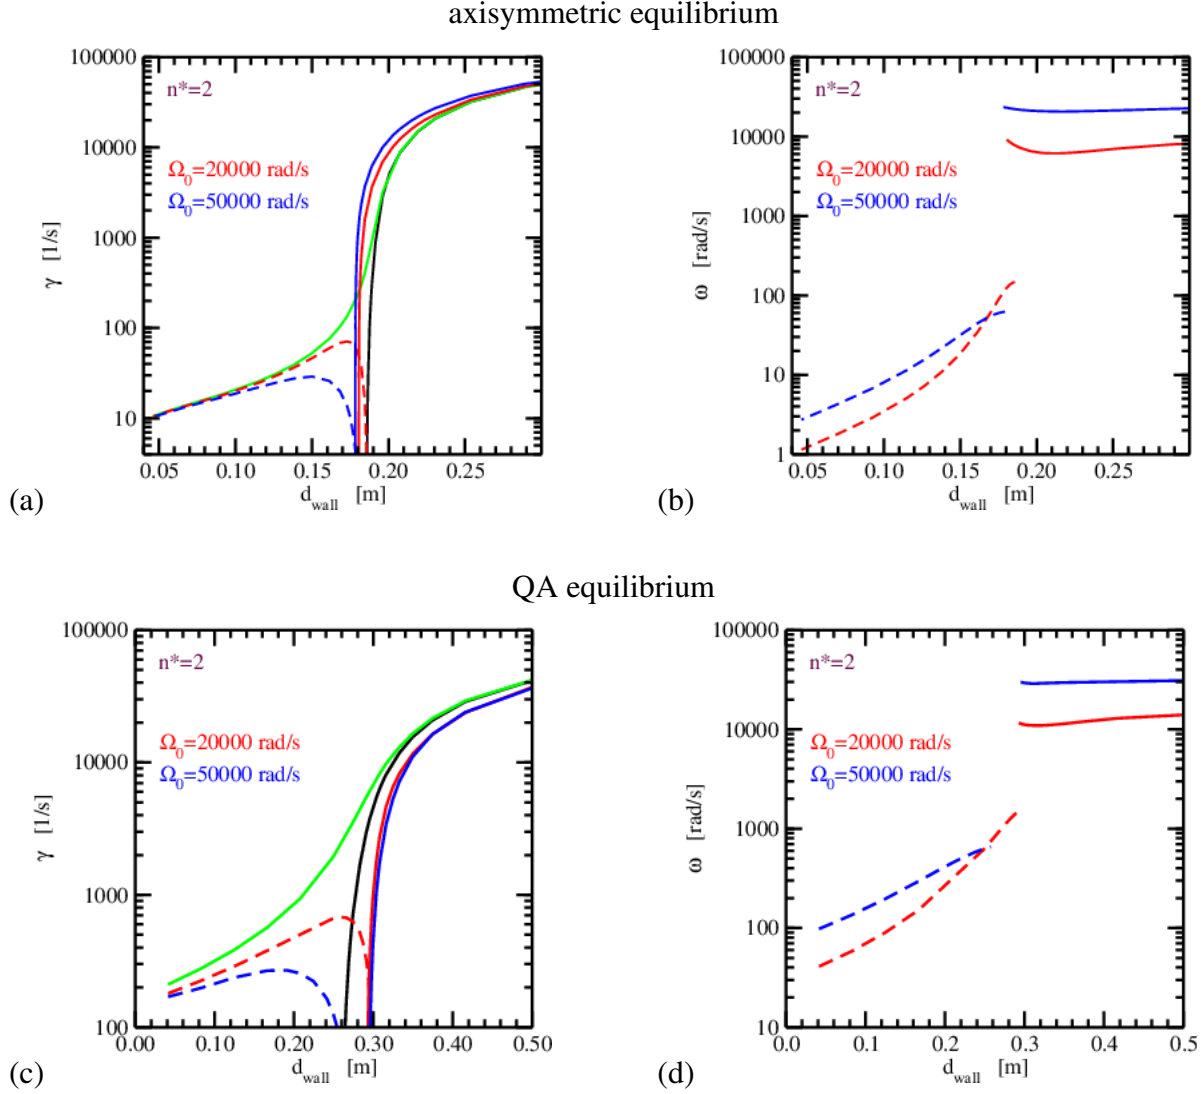 axisymmetric equilibrium
100000
10000
1000
100
10
γ [1/s]
n*=2
Ω₀=20000 rad/s
Ω₀=50000 rad/s
0.05 0.10 0.15 0.20 0.25
d_wall [m]
(a)
100000
10000
1000
100
10
1
ω [rad/s]
n*=2
Ω₀=20000 rad/s
Ω₀=50000 rad/s
0.05 0.10 0.15 0.20 0.25
d_wall [m]
(b)
QA equilibrium
100000
10000
1000
100
γ [1/s]
n*=2
Ω₀=20000 rad/s
Ω₀=50000 rad/s
0.00 0.10 0.20 0.30 0.40 0.50
d_wall [m]
(c)
100000
10000
1000
100
10
ω [rad/s]
n*=2
Ω₀=20000 rad/s
Ω₀=50000 rad/s
0.0 0.1 0.2 0.3 0.4 0.5
d_wall [m]
(d)